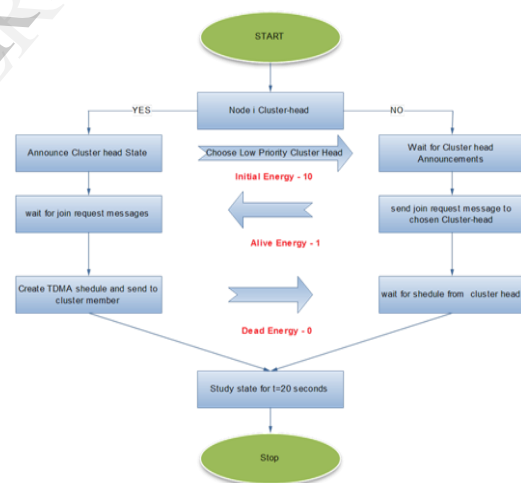 START
Node i Cluster-head
YES
NO
Announce Cluster head State
Choose Low Priority Cluster Head
Wait for Cluster head
Announcements
Initial Energy - 10
wait for join request messages
send join request message to
chosen Cluster-head
Alive Energy - 1
Create TDMA shedule and send to
cluster member
wait for shedule from cluster head
Dead Energy - 0
Study state for t=20 seconds
Stop